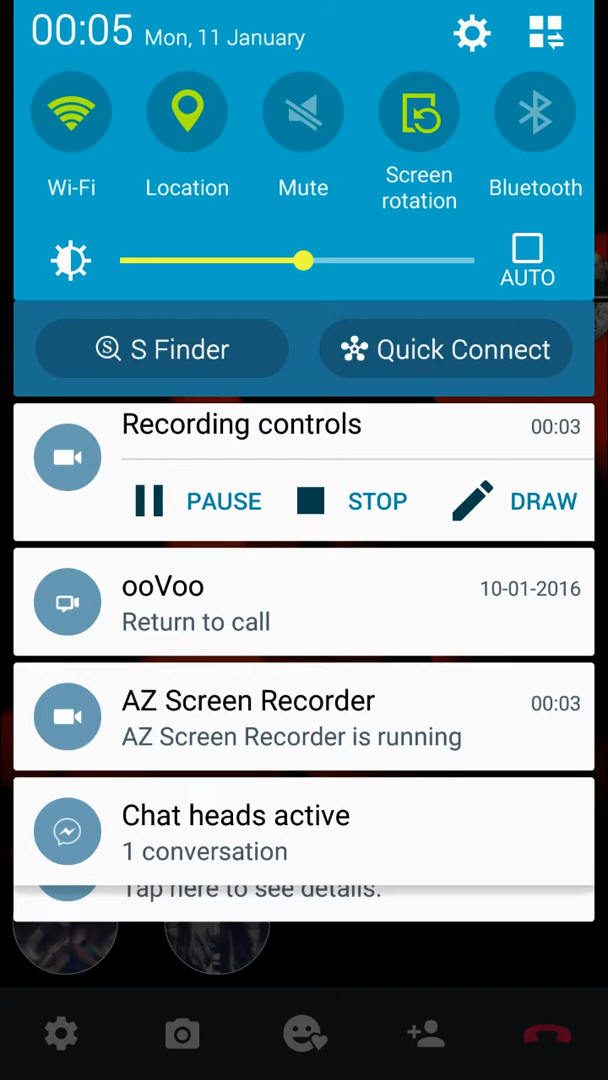 00:05 Mon, 11 January
Wi-Fi
Location
Mute
Screen
rotation
Bluetooth
AUTO
S Finder
Quick Connect
Recording controls 00:03
PAUSE STOP DRAW
ooVoo 10-01-2016
Return to call
AZ Screen Recorder 00:03
AZ Screen Recorder is running
Chat heads active
1 conversation
Tap here to see details.